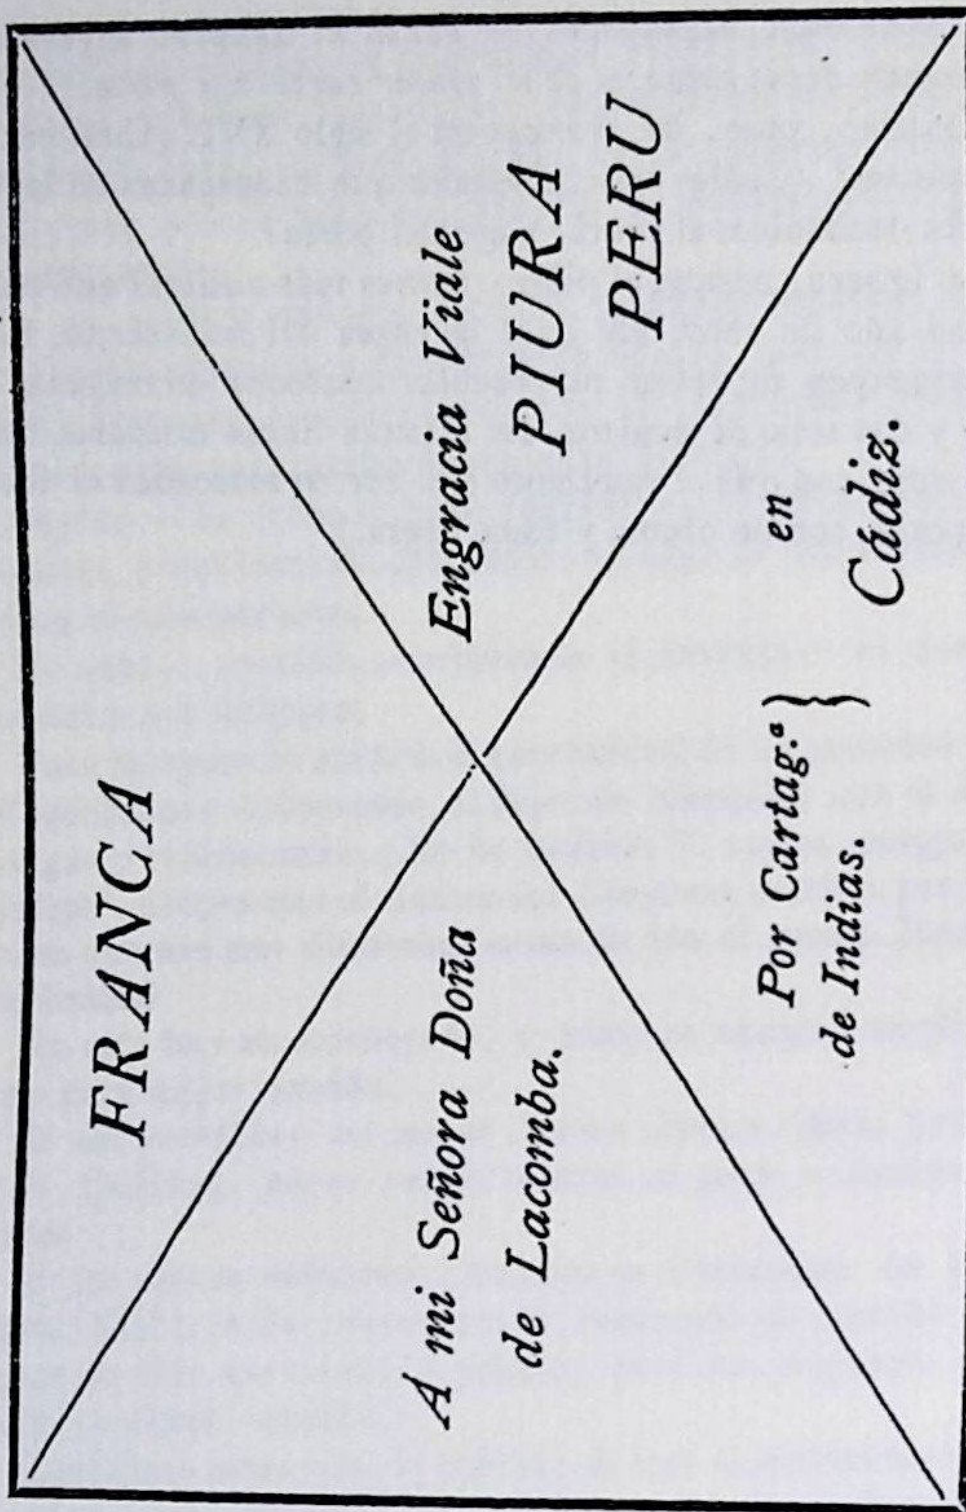 FRANCA
A mi Señora Doña Engracia Viale
de Lacomba. PIURA
PERU
Por Cartag.ª } en
de Indias. Cádiz.